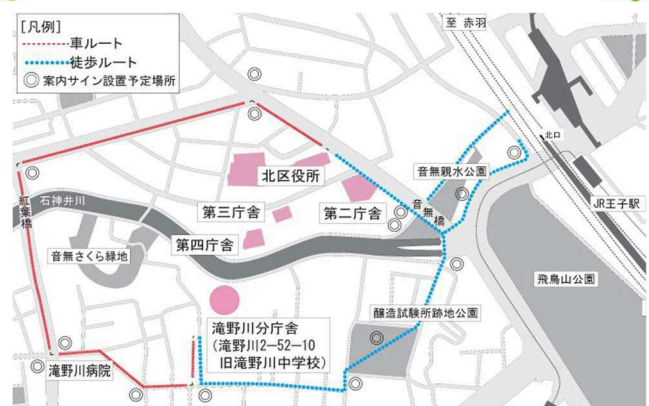 [凡例]
車ルート
徒歩ルート
案内サイン設置予定場所
至 赤羽
北口
北区役所
音無親水公園
紅葉橋
石神井川
第三庁舎
第二庁舎
音無橋
JR王子駅
第四庁舎
音無さくら緑地
飛鳥山公園
滝野川分庁舎
(滝野川2-52-10
旧滝野川中学校)
醸造試験所跡地公園
滝野川病院